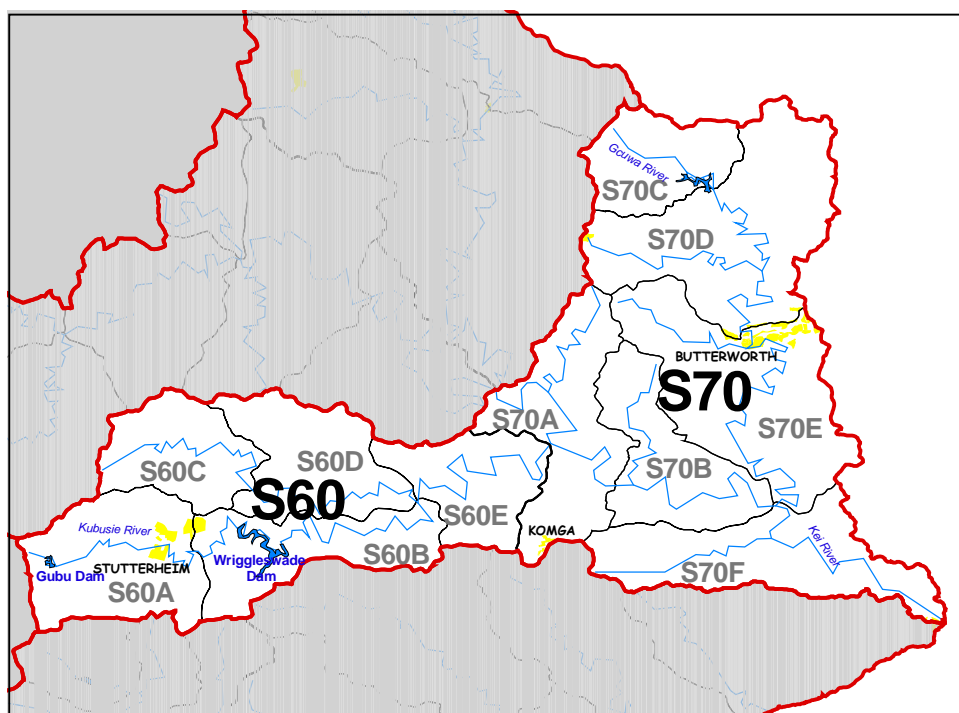 Gcuwa River
S70C
S70D
BUTTERWORTH
S70
S70A
S70E
S60C
S60D
S70B
S60
S60E
Kubusie River
KOMGA
Kei River
Wriggleswade
Dam
S60B
STUTTERHEIM
Gubu Dam
S60A
S70F